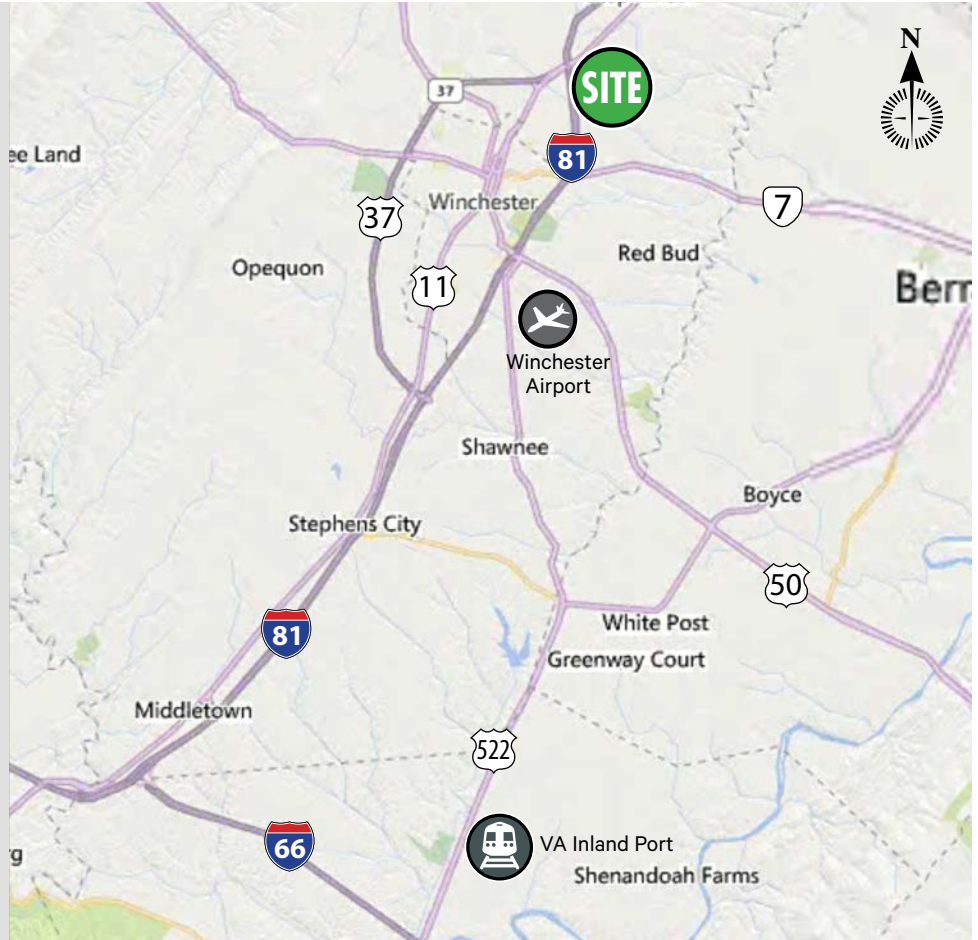 N
SITE
37
81
ee Land
7
Winchester
37
Red Bud
Opequon
11
Bern
Winchester
Airport
Shawnee
Boyce
Stephens City
50
White Post
81
Greenway Court
Middletown
522
66
VA Inland Port
g
Shenandoah Farms